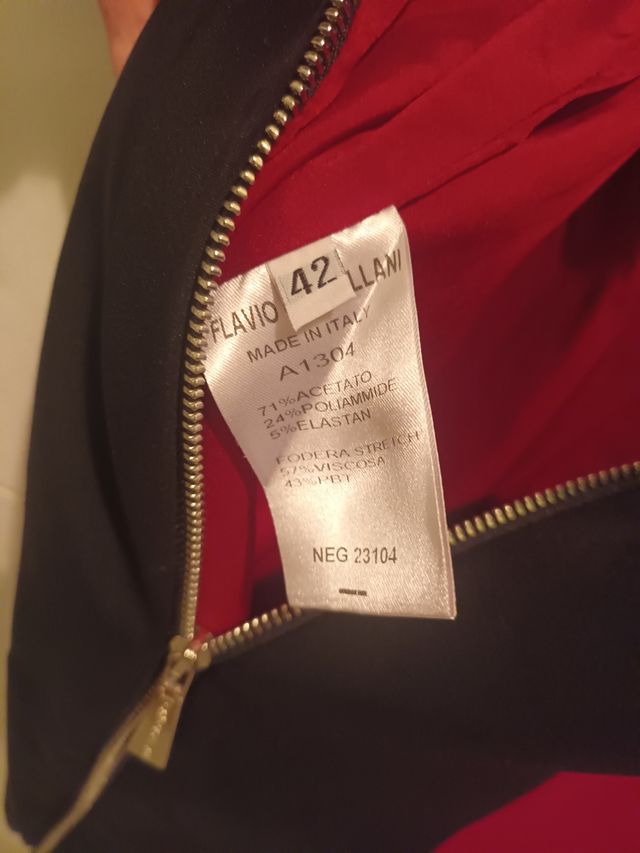 42
FLAVIO LLANI
MADE IN ITALY
A1304
71%ACETATO
24%POLIAMMIDE
5%ELASTAN
FODERA STRETCH
57%VISCOSA
43%PBT
NEG 23104